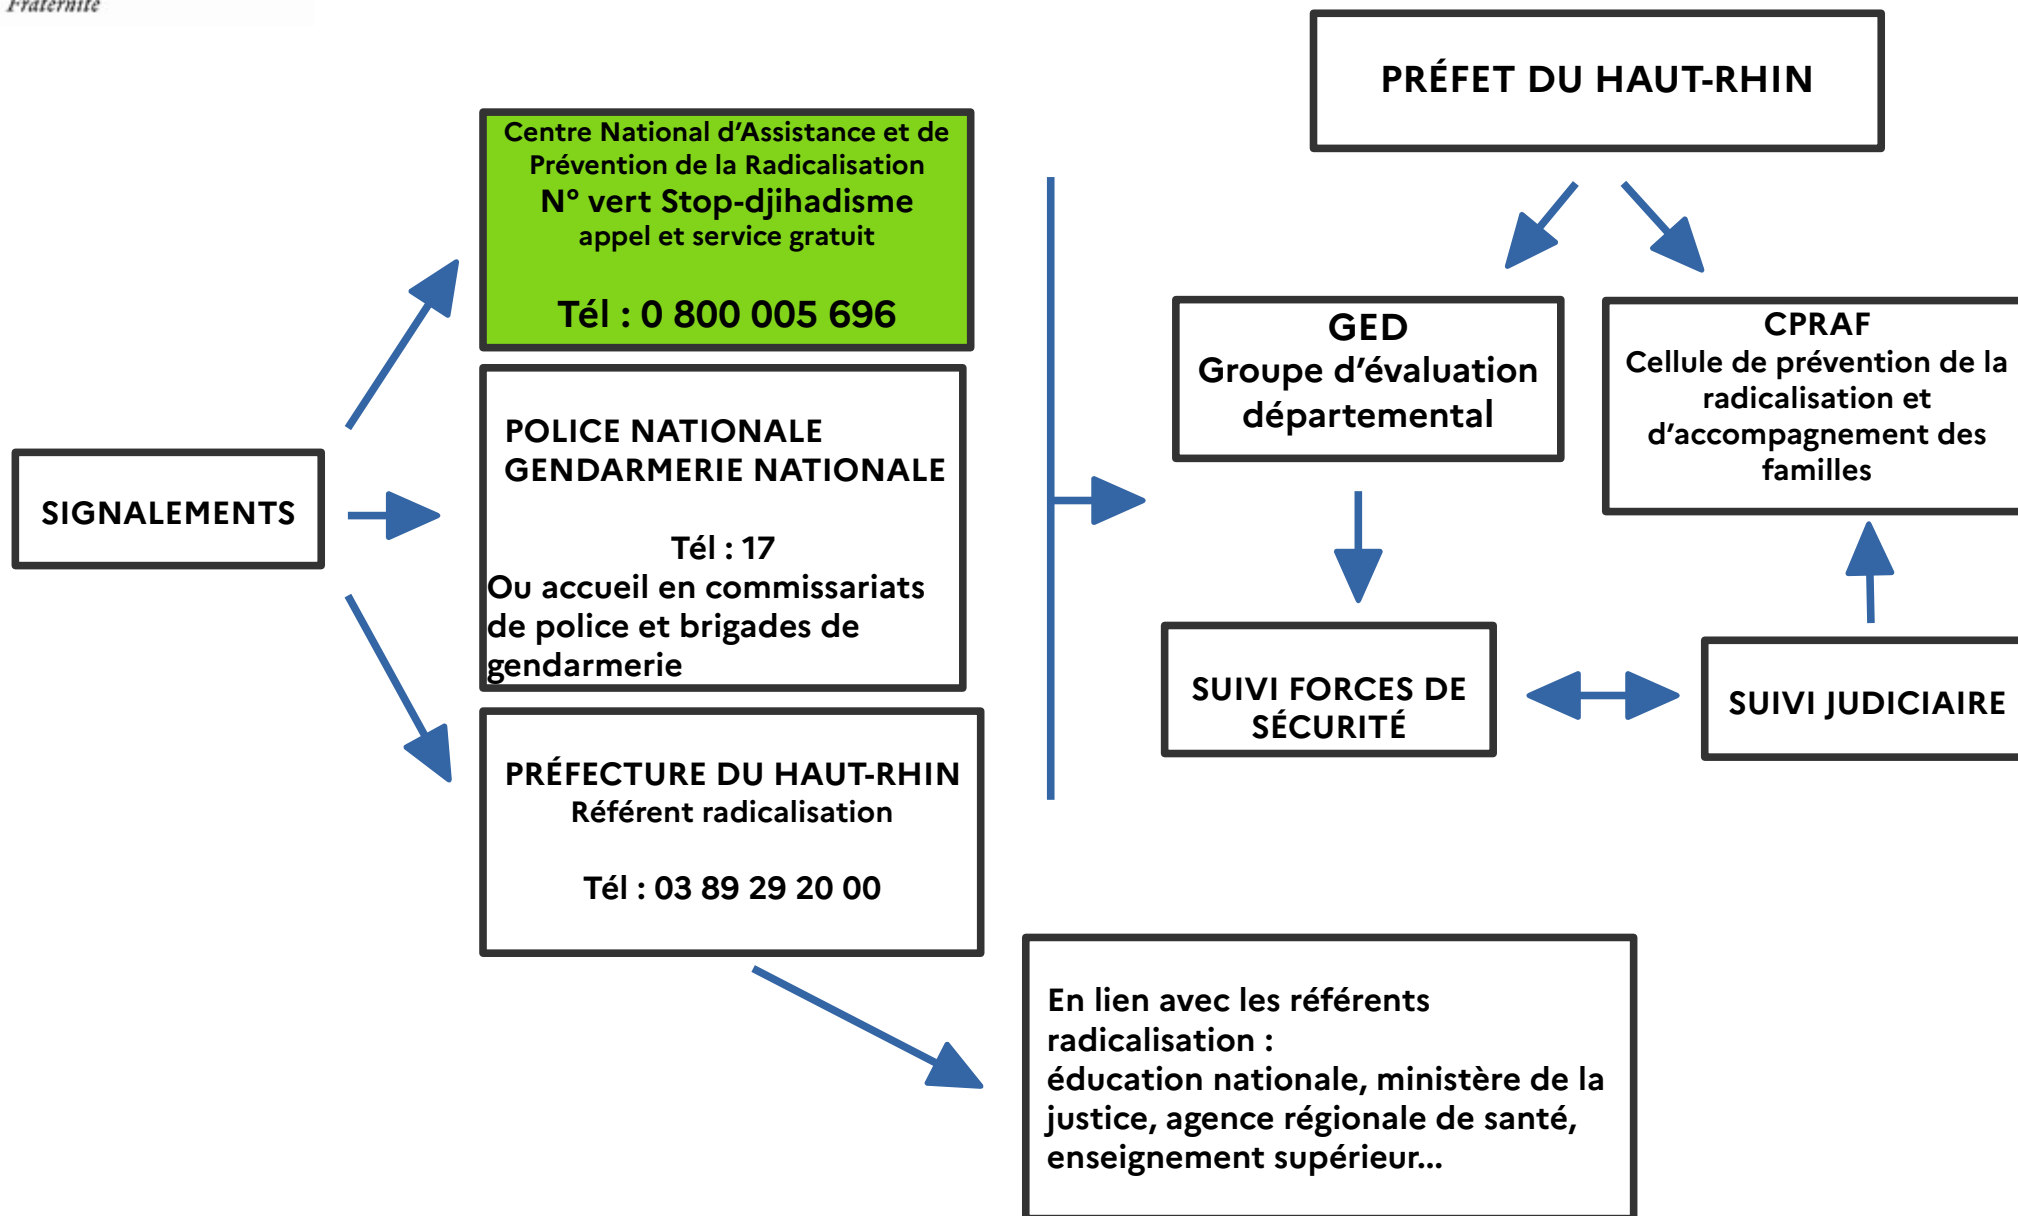 Fraternité
PRÉFET DU HAUT-RHIN
Centre National d’Assistance et de
Prévention de la Radicalisation
N° vert Stop-djihadisme
appel et service gratuit
Tél : 0 800 005 696
POLICE NATIONALE
GENDARMERIE NATIONALE
Tél : 17
Ou accueil en commissariats
de police et brigades de
gendarmerie
SIGNALEMENTS
PRÉFECTURE DU HAUT-RHIN
Référent radicalisation
Tél : 03 89 29 20 00
GED
Groupe d’évaluation
départemental
CPRAF
Cellule de prévention de la
radicalisation et
d’accompagnement des
familles
SUIVI FORCES DE
SÉCURITÉ
SUIVI JUDICIAIRE
En lien avec les référents
radicalisation :
éducation nationale, ministère de la
justice, agence régionale de santé,
enseignement supérieur...